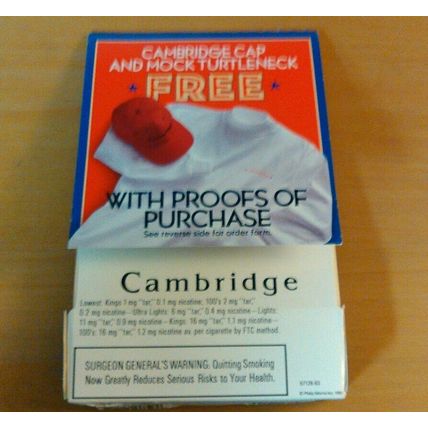 CAMBRIDGE CAP
AND MOCK TURTLENECK
FREE
WITH PROOFS OF
PURCHASE
See reverse side for order form.
Cambridge
Lowest: Kings 1 mg "tar," 0.1 mg nicotine; 100's 2 mg "tar,"
0.2 mg nicotine—Ultra Lights: 6 mg "tar," 0.4 mg nicotine—Lights:
11 mg "tar," 0.9 mg nicotine—Kings: 16 mg "tar," 1.1 mg nicotine—
100's: 16 mg "tar," 1.2 mg nicotine av. per cigarette by FTC method.
SURGEON GENERAL'S WARNING: Quitting Smoking
Now Greatly Reduces Serious Risks to Your Health.